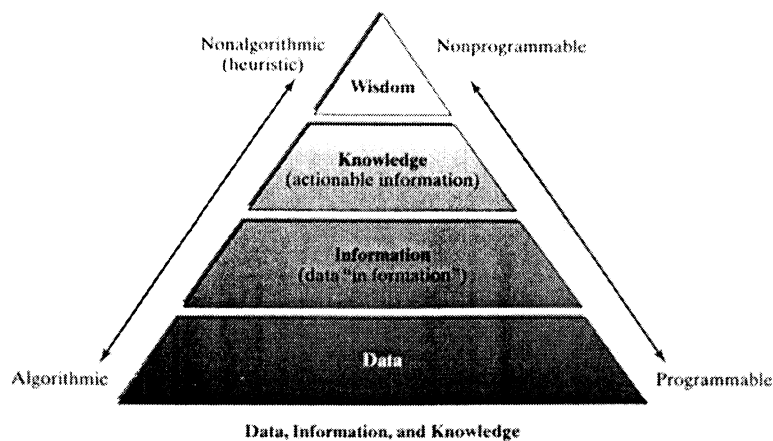 Nonalgorithmic
(heuristic)
Nonprogrammable
Wisdom
Knowledge
(actionable information)
Information
(data “in formation”)
Data
Algorithmic
Programmable
Data, Information, and Knowledge